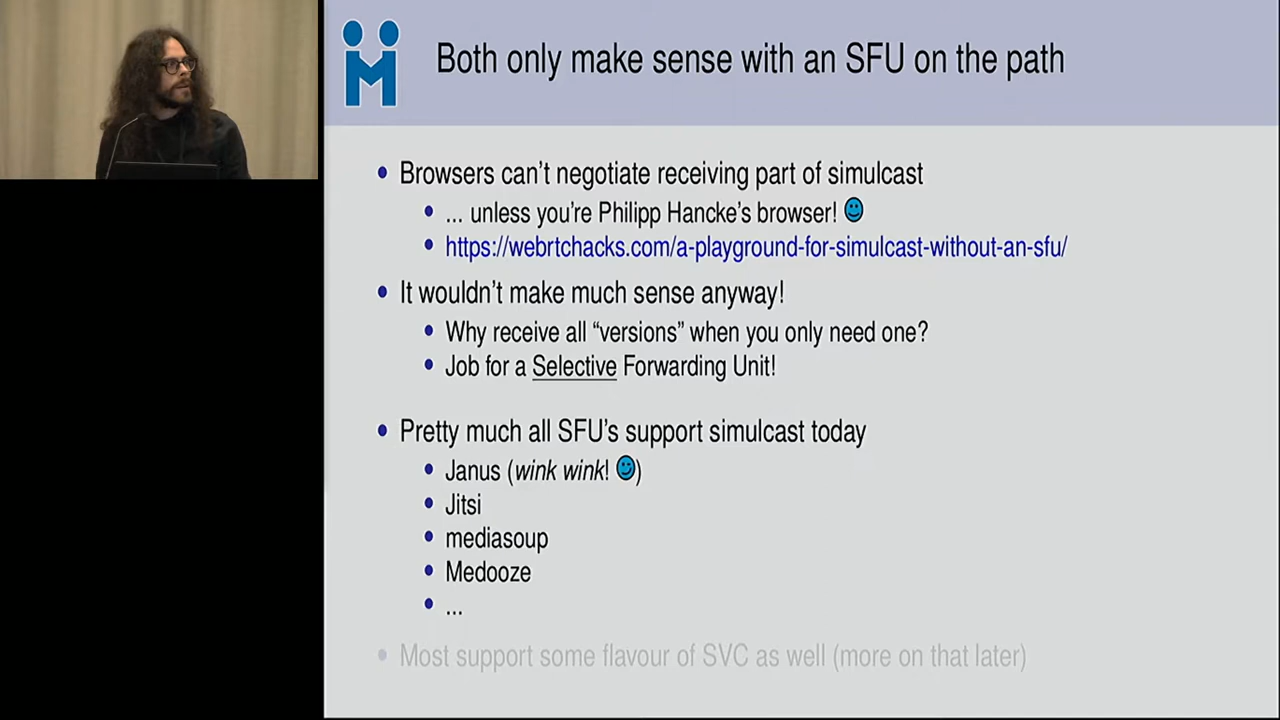 Both only make sense with an SFU on the path
Browsers can't negotiate receiving part of simulcast
... unless you're Philipp Hancke's browser!
https://webrtchacks.com/a-playground-for-simulcast-without-an-sfu/
It wouldn't make much sense anyway!
Why receive all “versions” when you only need one?
Job for a Selective Forwarding Unit!
Pretty much all SFU's support simulcast today
Janus (wink wink! )
Jitsi
mediasoup
Medooze
...
Most support some flavour of SVC as well (more on that later)